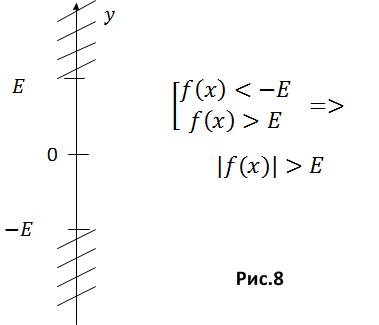 y
E
0
−E
[f(x) < −E
f(x) > E =>
|f(x)| > E
Рис.8